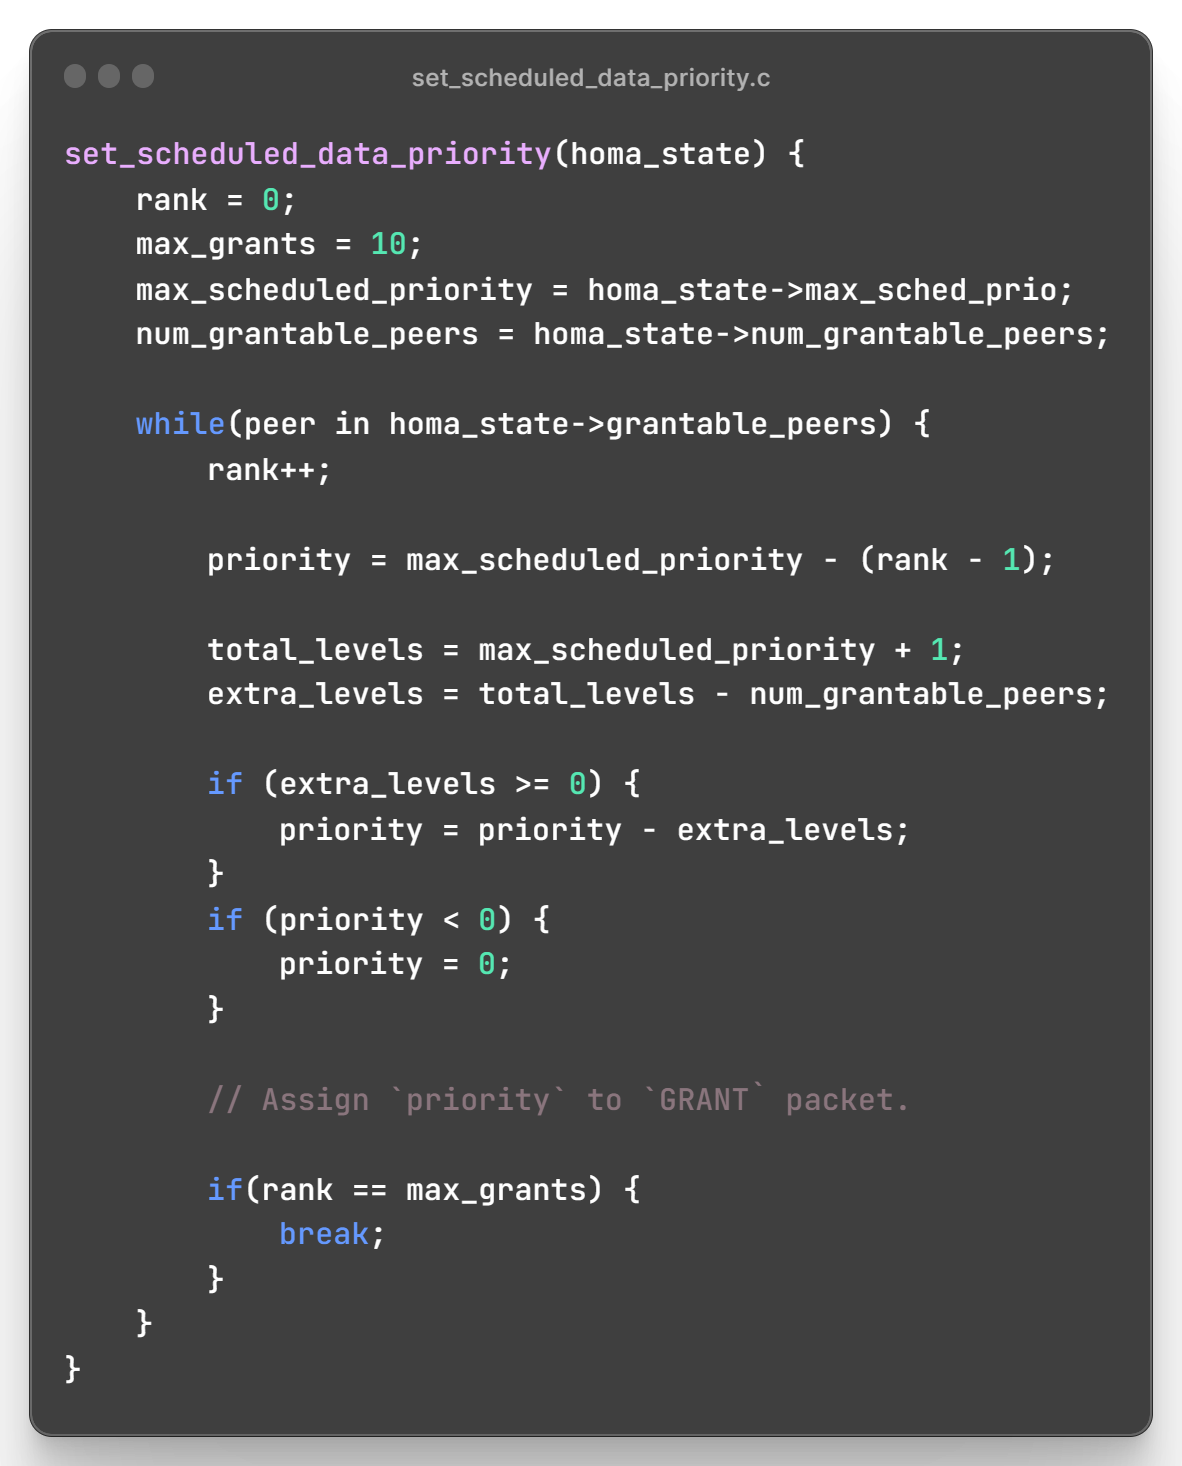 set_scheduled_data_priority.c
set_scheduled_data_priority(homa_state) {
    rank = 0;
    max_grants = 10;
    max_scheduled_priority = homa_state->max_sched_prio;
    num_grantable_peers = homa_state->num_grantable_peers;

    while(peer in homa_state->grantable_peers) {
        rank++;

        priority = max_scheduled_priority - (rank - 1);

        total_levels = max_scheduled_priority + 1;
        extra_levels = total_levels - num_grantable_peers;

        if (extra_levels >= 0) {
            priority = priority - extra_levels;
        }
        if (priority < 0) {
            priority = 0;
        }

        // Assign `priority` to `GRANT` packet.

        if(rank == max_grants) {
            break;
        }
    }
}